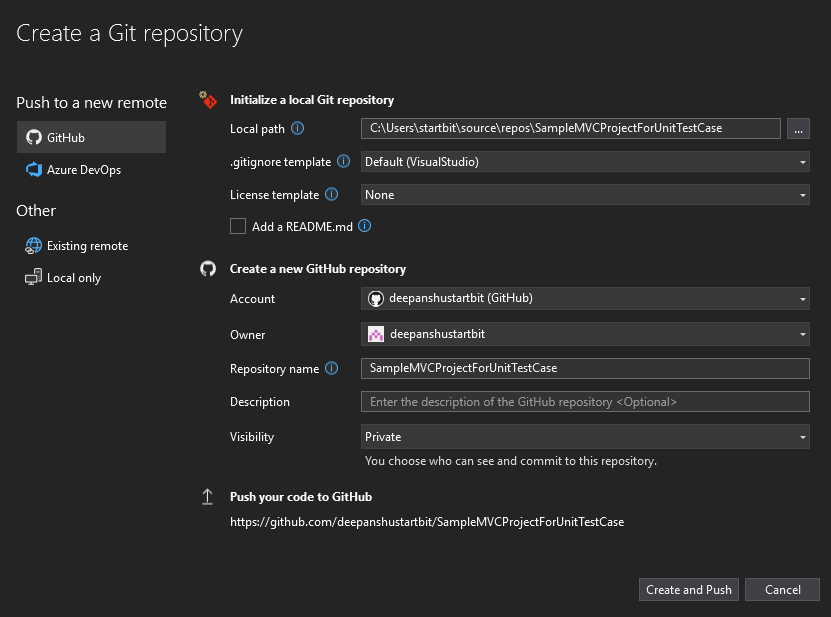 Create a Git repository
Push to a new remote
GitHub
Azure DevOps
Other
Existing remote
Local only
Initialize a local Git repository
Local path
C:\Users\startbit\source\repos\SampleMVCProjectForUnitTestCase
...
.gitignore template
Default (VisualStudio)
License template
None
Add a README.md
Create a new GitHub repository
Account
deepanshustartbit (GitHub)
Owner
deepanshustartbit
Repository name
SampleMVCProjectForUnitTestCase
Description
Enter the description of the GitHub repository <Optional>
Visibility
Private
You choose who can see and commit to this repository.
Push your code to GitHub
https://github.com/deepanshustartbit/SampleMVCProjectForUnitTestCase
Create and Push
Cancel